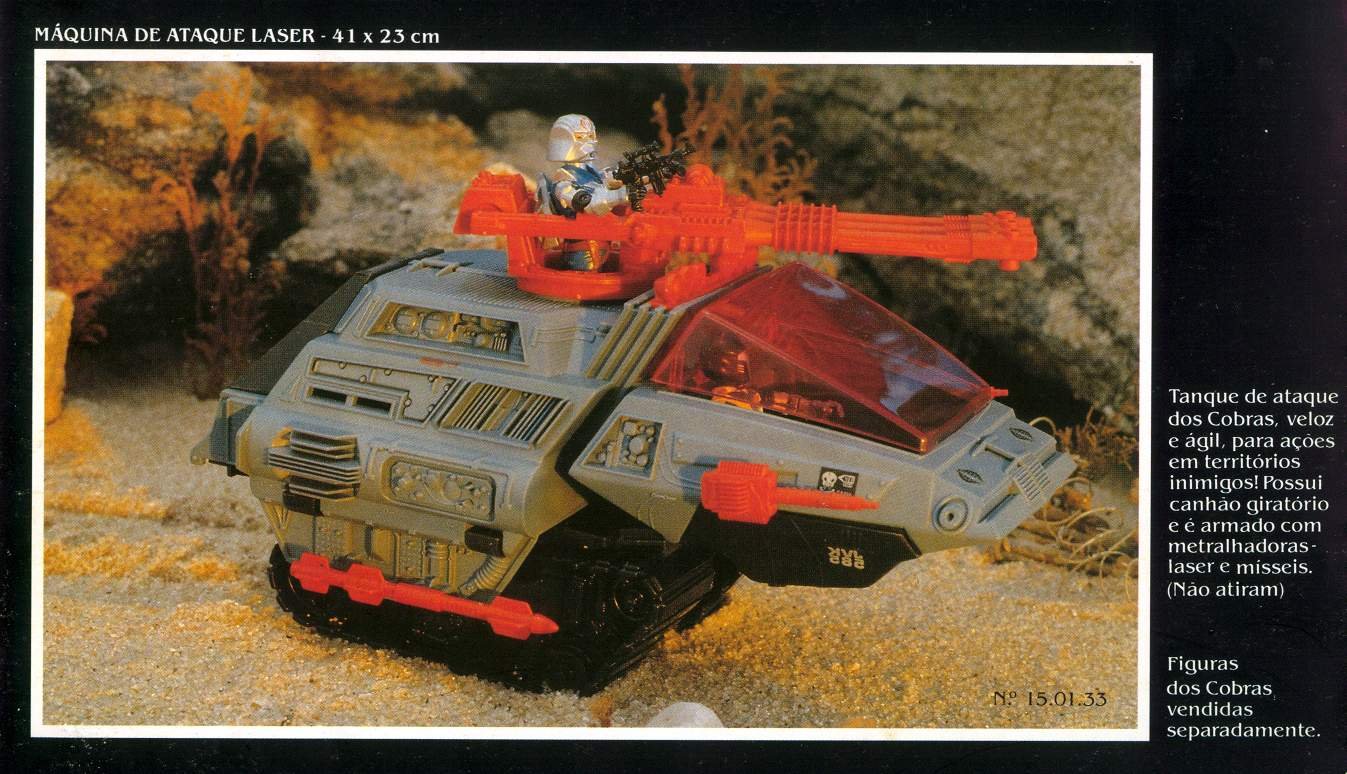 MÁQUINA DE ATAQUE LASER - 41 x 23 cm
Tanque de ataque
dos Cobras, veloz
e ágil, para ações
em territórios
inimigos! Possui
canhão giratório
e é armado com
metralhadoras-
laser e mísseis.
(Não atiram)
Figuras
dos Cobras
vendidas
separadamente.
N.º 15.01.33